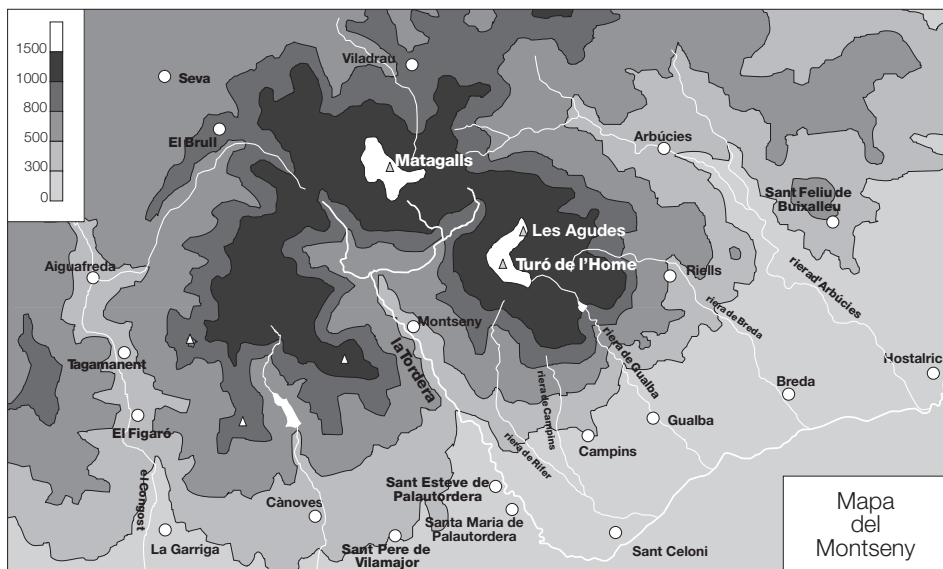 1500
1000
800
500
300
0
Seva
Viladrau
El Brull
Matagalls
Arbúcies
Sant Feliu de
Buixalleu
Les Agudes
Turó de l'Home
Aiguafreda
Riells
riera d'Arbúcies
riera de Breda
Montseny
la Tordera
riera de Gualba
Tagamanent
Hostalric
Breda
riera de Campins
El Figaró
Gualba
Campins
riera de Rifer
el Congost
Sant Esteve de
Palautordera
Cànoves
Santa Maria de
Palautordera
La Garriga
Sant Pere de
Vilamajor
Sant Celoni
Mapa
del
Montseny